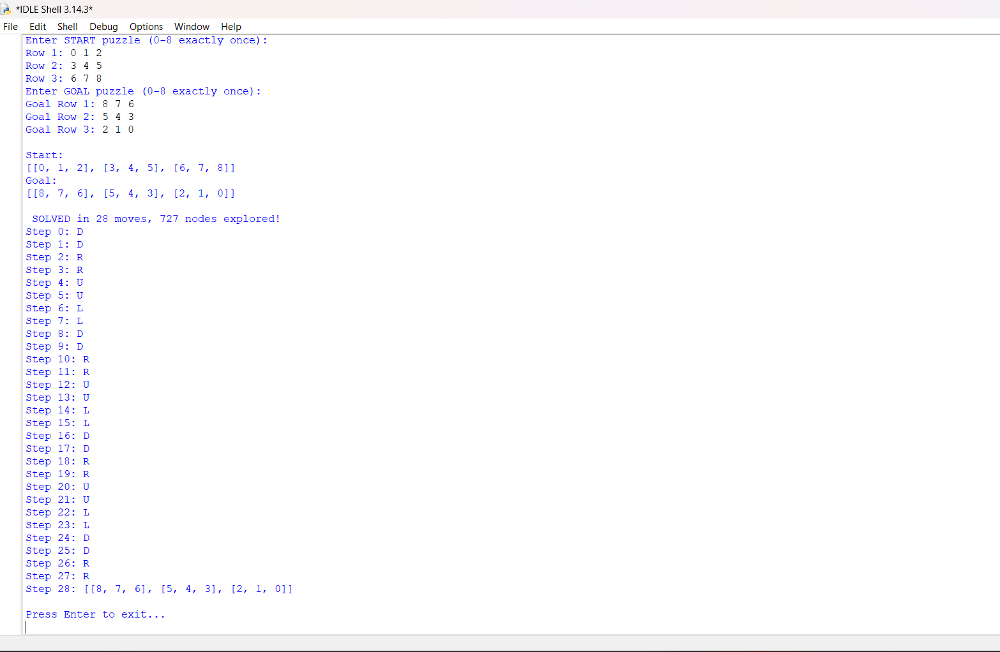 *IDLE Shell 3.14.3*
File Edit Shell Debug Options Window Help
Enter START puzzle (0-8 exactly once):
Row 1: 0 1 2
Row 2: 3 4 5
Row 3: 6 7 8
Enter GOAL puzzle (0-8 exactly once):
Goal Row 1: 8 7 6
Goal Row 2: 5 4 3
Goal Row 3: 2 1 0
Start:
[[0, 1, 2], [3, 4, 5], [6, 7, 8]]
Goal:
[[8, 7, 6], [5, 4, 3], [2, 1, 0]]
SOLVED in 28 moves, 727 nodes explored!
Step 0: D
Step 1: D
Step 2: R
Step 3: R
Step 4: U
Step 5: U
Step 6: L
Step 7: L
Step 8: D
Step 9: D
Step 10: R
Step 11: R
Step 12: U
Step 13: U
Step 14: L
Step 15: L
Step 16: D
Step 17: D
Step 18: R
Step 19: R
Step 20: U
Step 21: U
Step 22: L
Step 23: L
Step 24: D
Step 25: D
Step 26: R
Step 27: R
Step 28: [[8, 7, 6], [5, 4, 3], [2, 1, 0]]
Press Enter to exit...